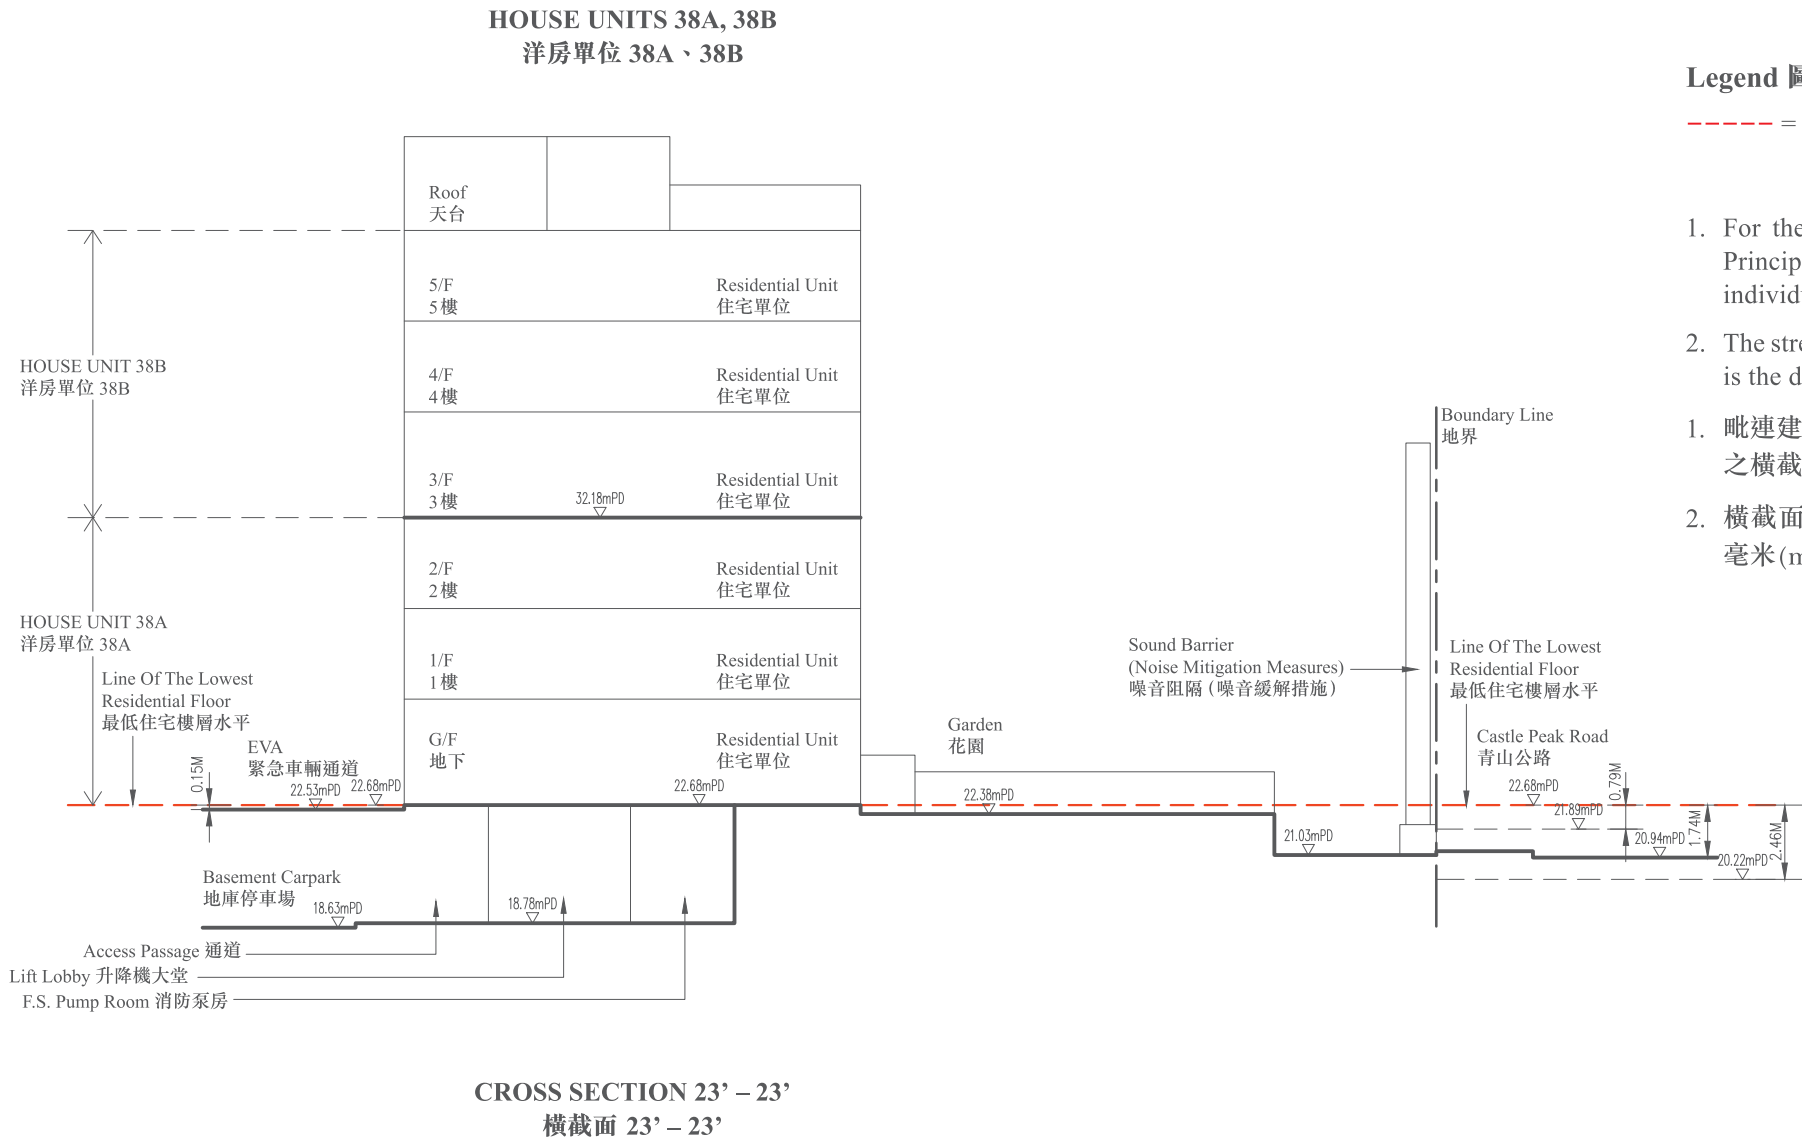 HOUSE UNITS 38A, 38B
洋房單位 38A、38B
Legend
=
Roof
天台
5/F
5樓
Residential Unit
住宅單位
HOUSE UNIT 38B
洋房單位 38B
4/F
4樓
Residential Unit
住宅單位
3/F
3樓
32.18mPD
Residential Unit
住宅單位
HOUSE UNIT 38A
洋房單位 38A
2/F
2樓
Residential Unit
住宅單位
1/F
1樓
Residential Unit
住宅單位
Line Of The Lowest
Residential Floor
最低住宅樓層水平
0.15M
EVA
緊急車輛通道
22.53mPD
22.68mPD
G/F
地下
Residential Unit
住宅單位
22.68mPD
Garden
花園
22.38mPD
Sound Barrier
(Noise Mitigation Measures)
噪音阻隔 (噪音緩解措施)
Boundary Line
地界
Line Of The Lowest
Residential Floor
最低住宅樓層水平
Castle Peak Road
青山公路
22.68mPD
0.79M
21.89mPD
21.03mPD
20.94mPD
1.74M
20.22mPD
2.46M
Basement Carpark
地庫停車場
18.63mPD
18.78mPD
Access Passage 通道
Lift Lobby 升降機大堂
F.S. Pump Room 消防泵房
1. For the
Princip
individ
2. The stre
is the d
1. 毗連建
之橫截
2. 橫截面
毫米(m
CROSS SECTION 23’ – 23’
橫截面 23’ – 23’